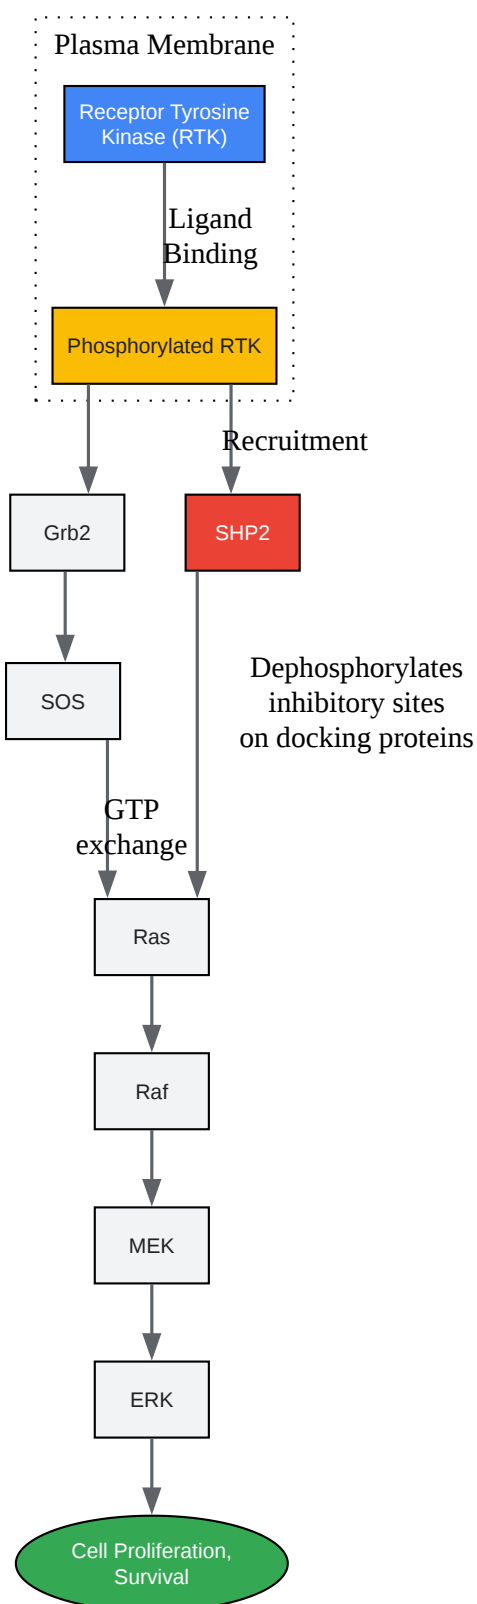 Plasma Membrane
Receptor Tyrosine
Kinase (RTK)
Ligand
Binding
Phosphorylated RTK
Recruitment
Grb2
SHP2
Dephosphorylates
inhibitory sites
on docking proteins
SOS
GTP
exchange
Ras
Raf
MEK
ERK
Cell Proliferation,
Survival